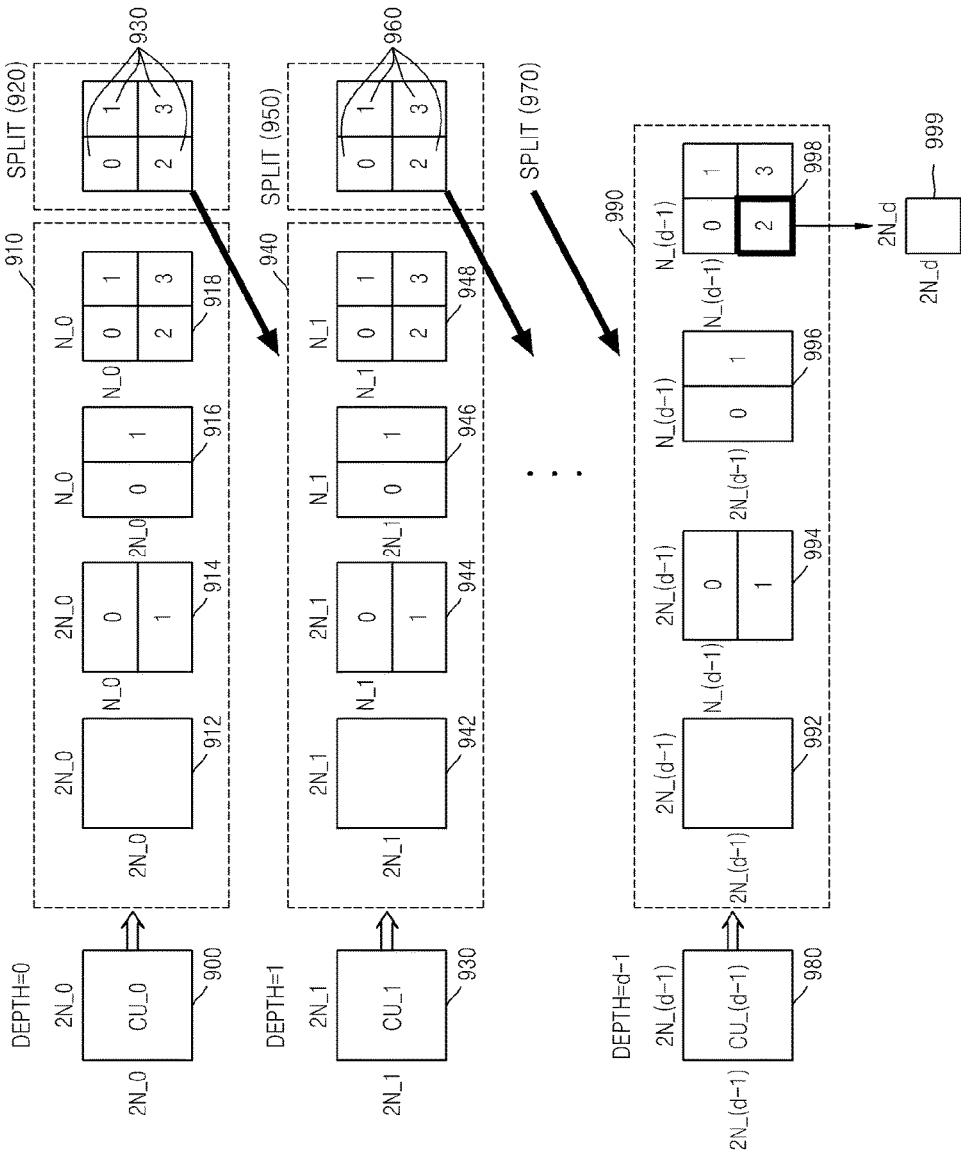 DEPTH=0
2N_0
2N_0
CU_0
900
910
2N_0
2N_0
912
2N_0
N_0
0
1
914
N_0
2N_0
0
1
916
N_0
N_0
0
1
2
3
918
SPLIT (920)
0
1
2
3
930
DEPTH=1
2N_1
2N_1
CU_1
930
940
2N_1
2N_1
942
2N_1
N_1
0
1
944
N_1
2N_1
0
1
946
N_1
N_1
0
1
2
3
948
SPLIT (950)
0
1
2
3
960
SPLIT (970)
DEPTH=d-1
2N_(d-1)
2N_(d-1)
CU_(d-1)
980
990
2N_(d-1)
2N_(d-1)
992
2N_(d-1)
N_(d-1)
0
1
994
N_(d-1)
2N_(d-1)
0
1
996
N_(d-1)
N_(d-1)
0
1
2
3
998
2N_d
2N_d
999